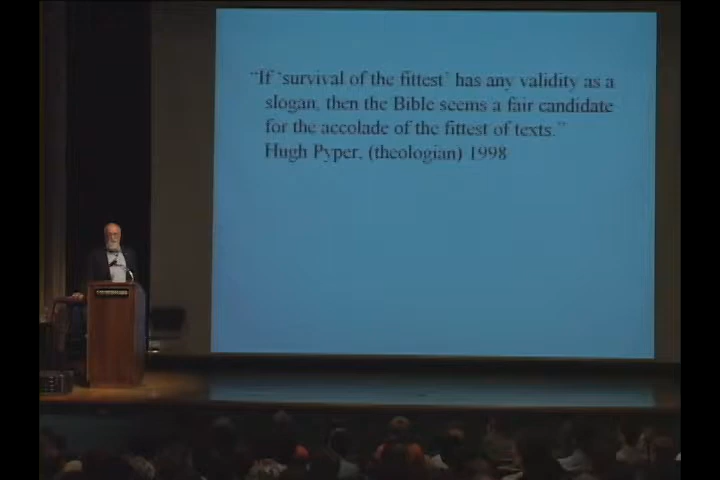 “If ‘survival of the fittest’ has any validity as a
slogan, then the Bible seems a fair candidate
for the accolade of the fittest of texts.”
Hugh Pyper, (theologian) 1998